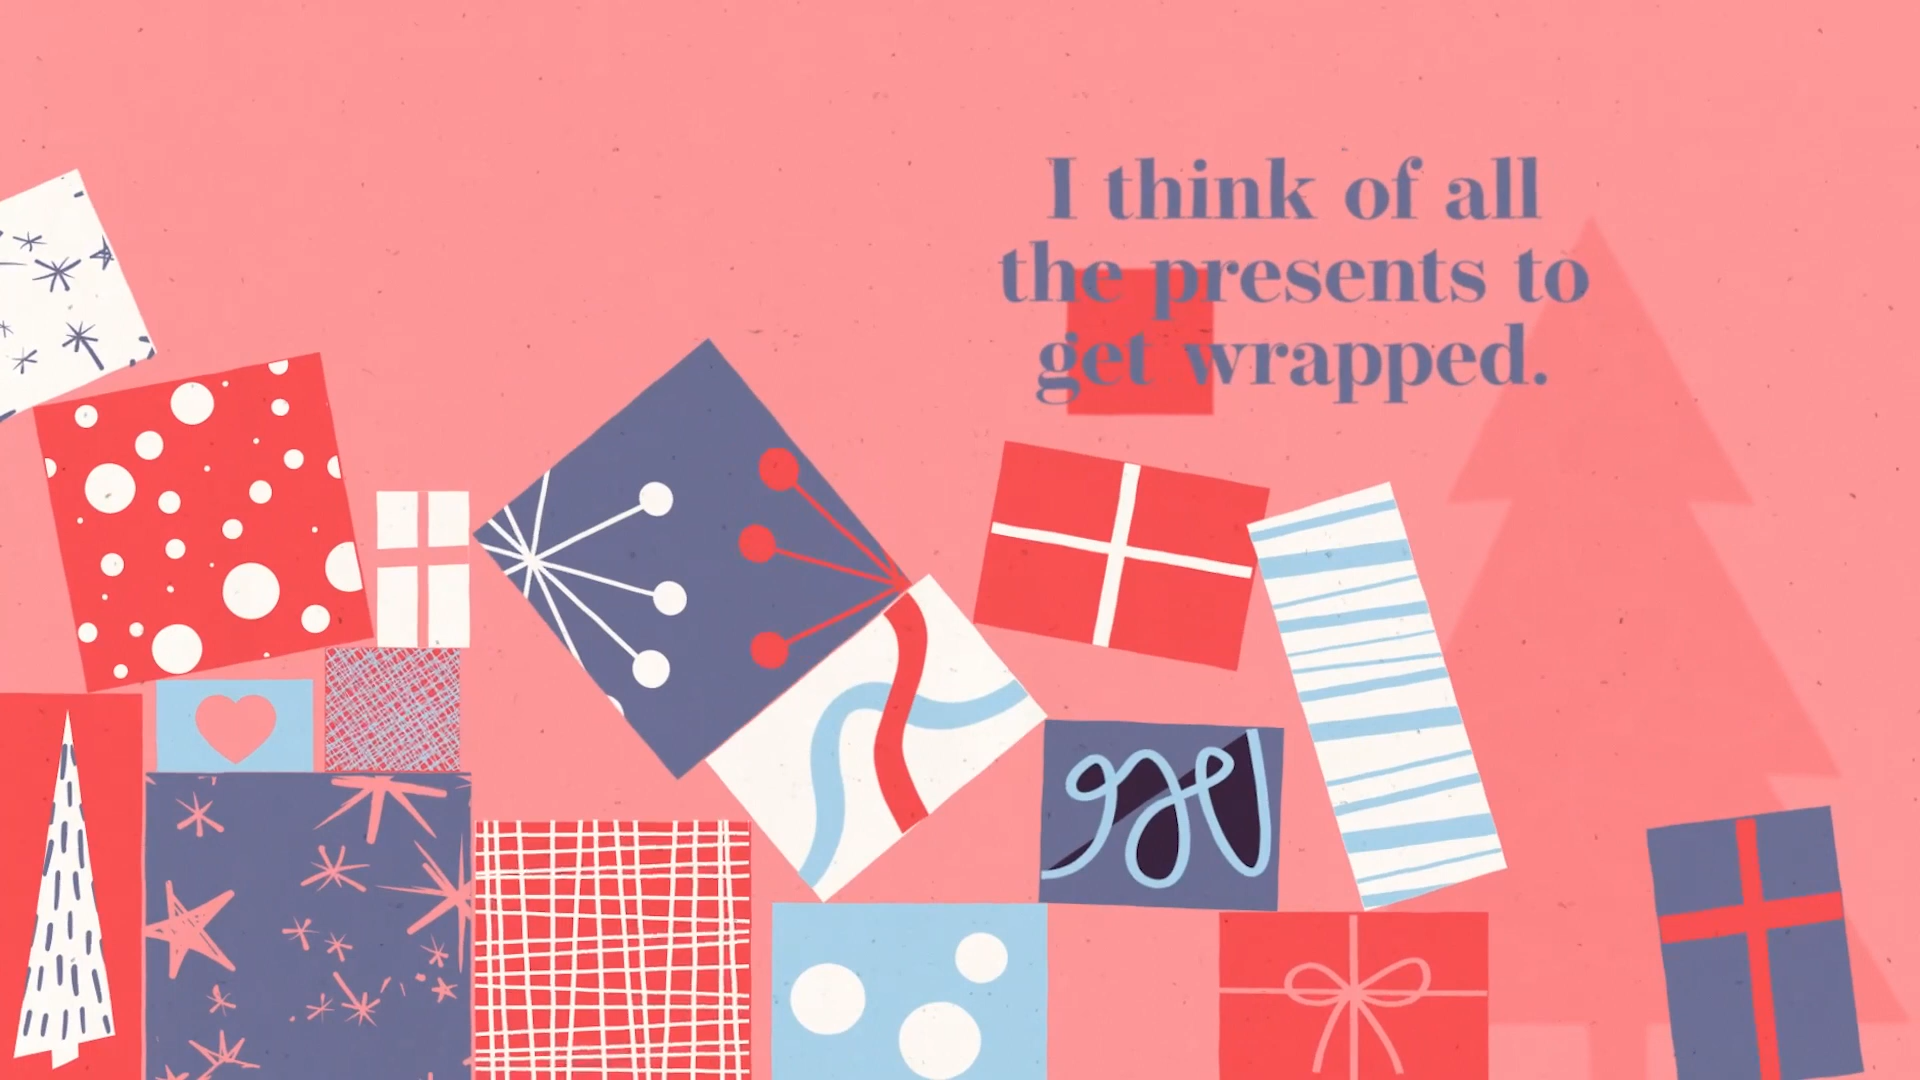 I think of all
the presents to
get wrapped.